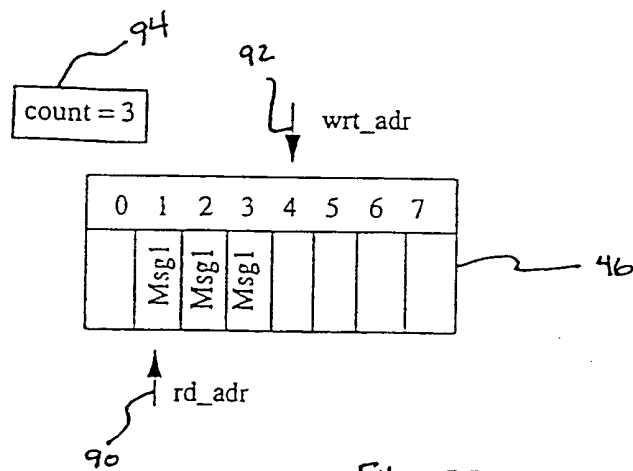 94
92
count = 3
wrt_adr
0 1 2 3 4 5 6 7
Msg1 Msg1 Msg1
46
rd_adr
90